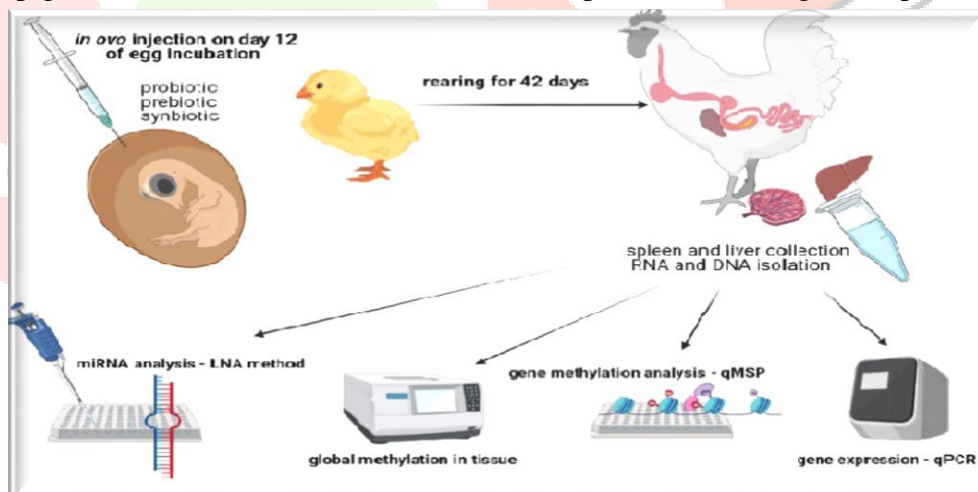 in ovo injection on day 12
of egg incubation
probiotic
prebiotic
synbiotic
rearing for 42 days
spleen and liver collection
RNA and DNA isolation
miRNA analysis - LNA method
global methylation in tissue
gene methylation analysis - qMSP
gene expression - qPCR